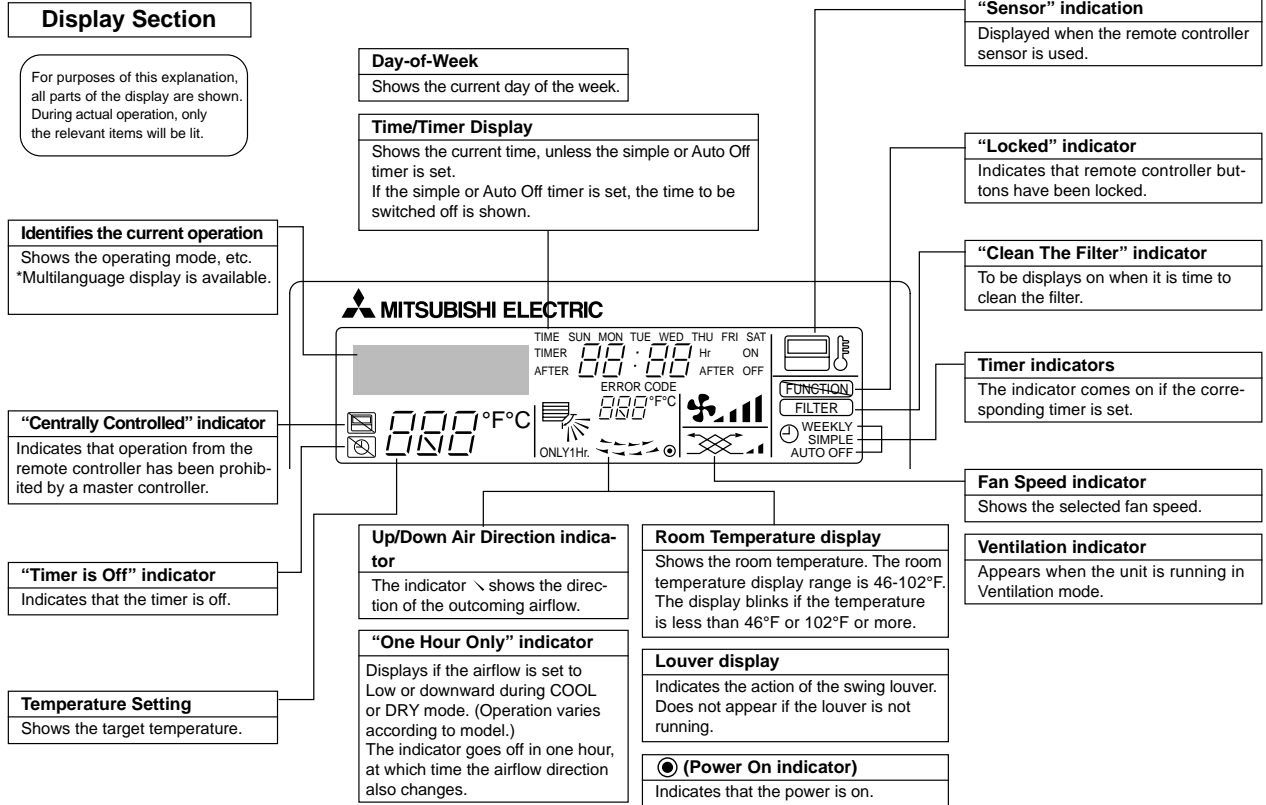 Display Section
For purposes of this explanation,
all parts of the display are shown.
During actual operation, only
the relevant items will be lit.
Identifies the current operation
Shows the operating mode, etc.
*Multilanguage display is available.
“Centrally Controlled” indicator
Indicates that operation from the
remote controller has been prohib-
ited by a master controller.
“Timer is Off” indicator
Indicates that the timer is off.
Temperature Setting
Shows the target temperature.
Day-of-Week
Shows the current day of the week.
Time/Timer Display
Shows the current time, unless the simple or Auto Off
timer is set.
If the simple or Auto Off timer is set, the time to be
switched off is shown.
MITSUBISHI ELECTRIC
TIME SUN MON TUE WED THU FRI SAT
TIMER 88:88 Hr ON
AFTER AFTER OFF
ERROR CODE
888°F°C
888°F°C
ONLY1Hr.
FUNCTION
FILTER
WEEKLY
SIMPLE
AUTO OFF
Up/Down Air Direction indica-
tor
The indicator shows the direc-
tion of the outcoming airflow.
“One Hour Only” indicator
Displays if the airflow is set to
Low or downward during COOL
or DRY mode. (Operation varies
according to model.)
The indicator goes off in one hour,
at which time the airflow direction
also changes.
Room Temperature display
Shows the room temperature. The room
temperature display range is 46-102°F.
The display blinks if the temperature
is less than 46°F or 102°F or more.
Louver display
Indicates the action of the swing louver.
Does not appear if the louver is not
running.
(Power On indicator)
Indicates that the power is on.
“Sensor” indication
Displayed when the remote controller
sensor is used.
“Locked” indicator
Indicates that remote controller but-
tons have been locked.
“Clean The Filter” indicator
To be displays on when it is time to
clean the filter.
Timer indicators
The indicator comes on if the corre-
sponding timer is set.
Fan Speed indicator
Shows the selected fan speed.
Ventilation indicator
Appears when the unit is running in
Ventilation mode.